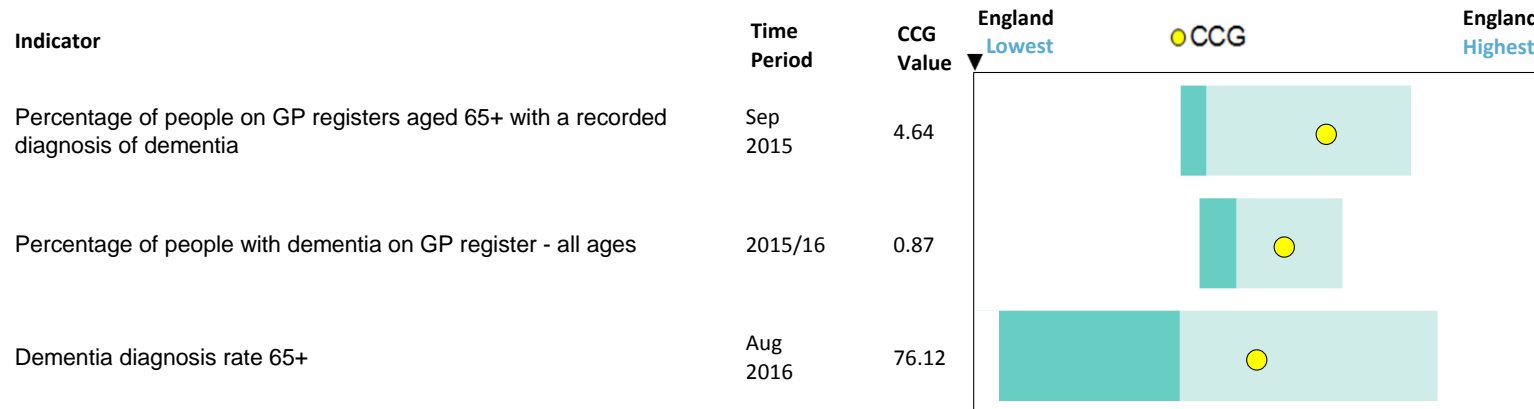 Indicator
Time
Period
CCG
Value
England
Lowest
CCG
England
Highest
Percentage of people on GP registers aged 65+ with a recorded
diagnosis of dementia
Sep
2015
4.64
Percentage of people with dementia on GP register - all ages
2015/16
0.87
Dementia diagnosis rate 65+
Aug
2016
76.12